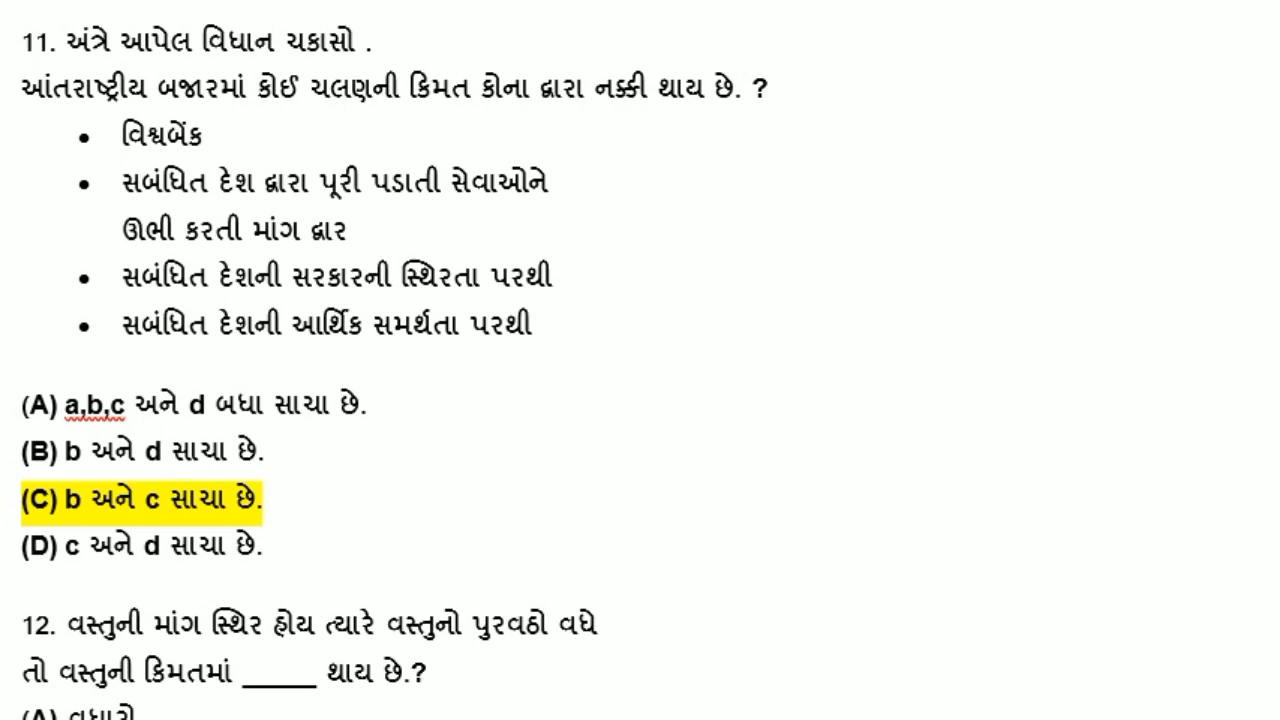 11. અંત્રે આપેલ વિધાન ચકાસો .
આંતરાષ્ટ્રીય બજારમાં કોઈ ચલણની કિમત કોના દ્વારા નક્કી થાય છે. ?
• વિશ્વબેંક
• સબંધિત દેશ દ્વારા પૂરી પડાતી સેવાઓને
ઊભી કરતી માંગ દ્વાર
• સબંધિત દેશની સરકારની સ્થિરતા પરથી
• સબંધિત દેશની આર્થિક સમર્થતા પરથી
(A) a,b,c અને d બધા સાચા છે.
(B) b અને d સાચા છે.
(C) b અને c સાચા છે.
(D) c અને d સાચા છે.
12. વસ્તુની માંગ સ્થિર હોય ત્યારે વસ્તુનો પુરવઠો વધે
તો વસ્તુની કિમતમાં _____ થાય છે.?
(A) વધારો